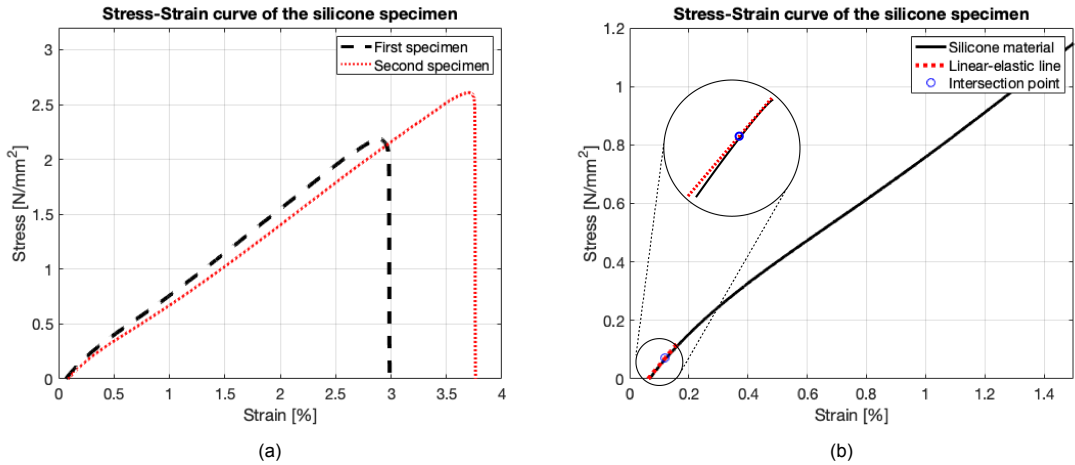 Stress-Strain curve of the silicone specimen
3
2.5
2
1.5
1
0.5
0
Stress [N/mm²]
First specimen
Second specimen
0 0.5 1 1.5 2 2.5 3 3.5 4
Strain [%]
(a)
Stress-Strain curve of the silicone specimen
1.2
1
0.8
0.6
0.4
0.2
0
Stress [N/mm²]
Silicone material
Linear-elastic line
Intersection point
0 0.2 0.4 0.6 0.8 1 1.2 1.4
Strain [%]
(b)